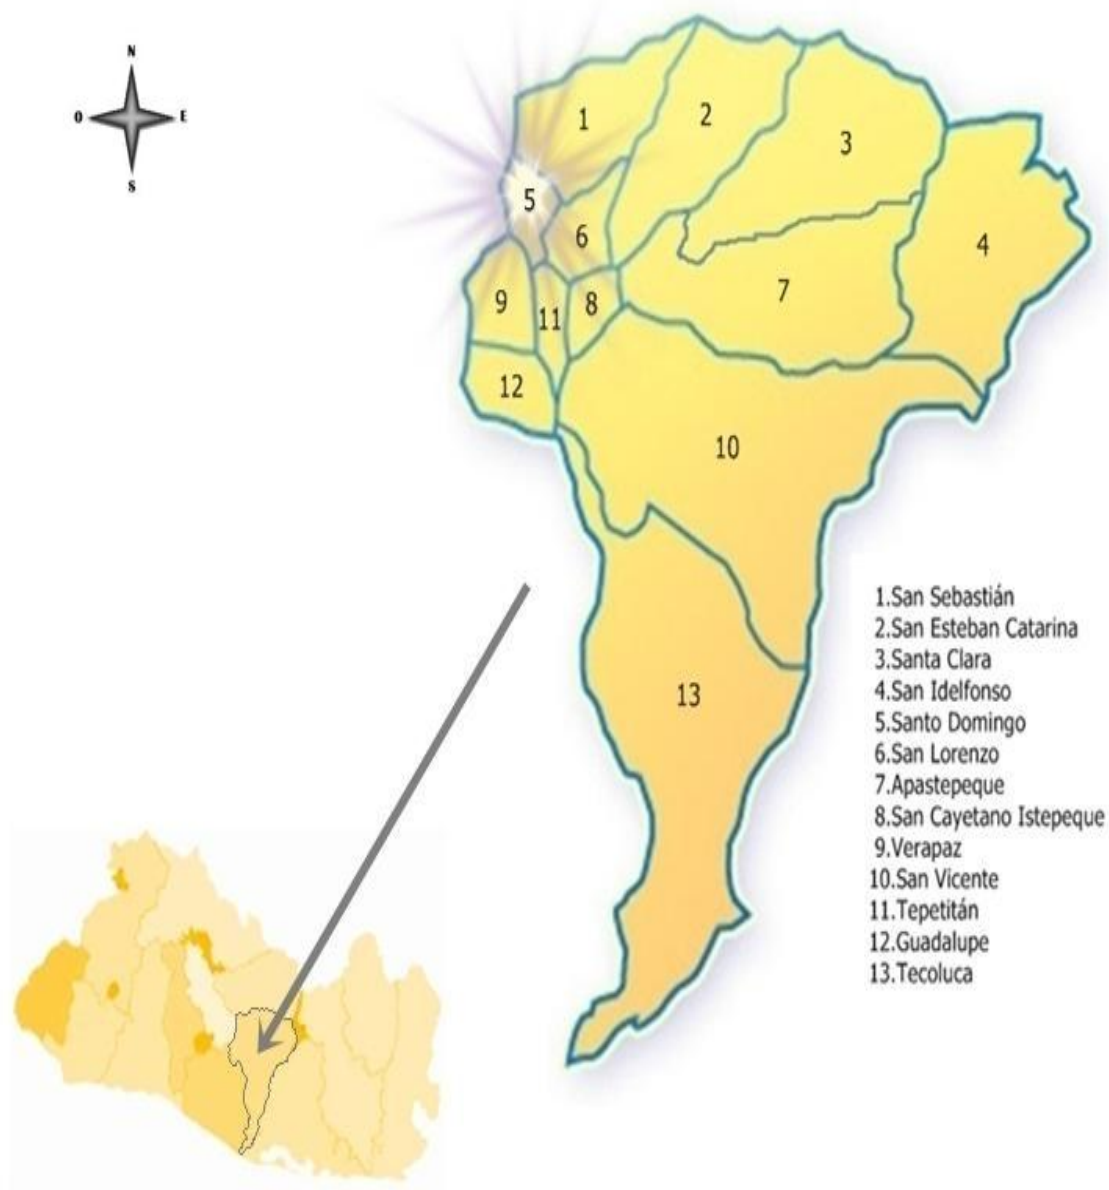 N
O E
S
1
2
3
4
5
6
7
8
9
11
12
10
13
1.San Sebastián
2.San Esteban Catarina
3.Santa Clara
4.San Idelfonso
5.Santo Domingo
6.San Lorenzo
7.Apastepeque
8.San Cayetano Istepeque
9.Verapaz
10.San Vicente
11.Tepetitán
12.Guadalupe
13.Tecoluca